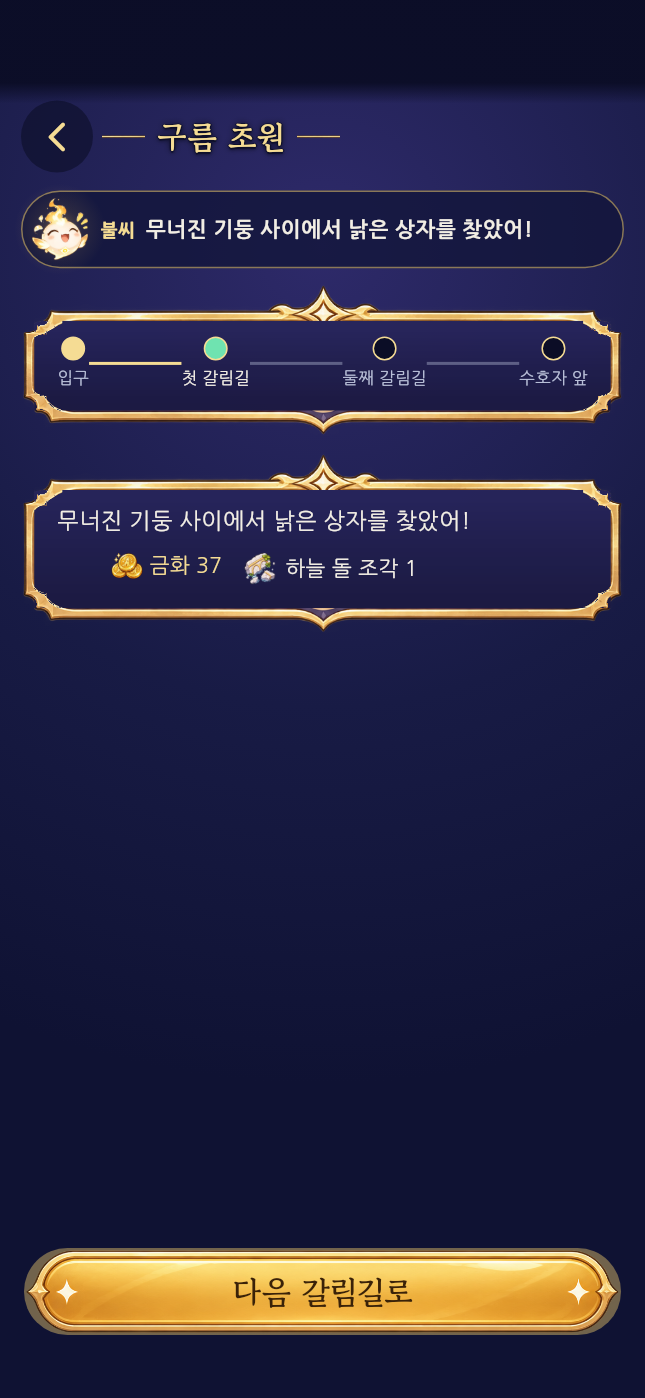 구름 초원
불씨 무너진 기둥 사이에서 낡은 상자를 찾았어!
입구 첫 갈림길 둘째 갈림길 수호자 앞
무너진 기둥 사이에서 낡은 상자를 찾았어!
금화 37 하늘 돌 조각 1
다음 갈림길로